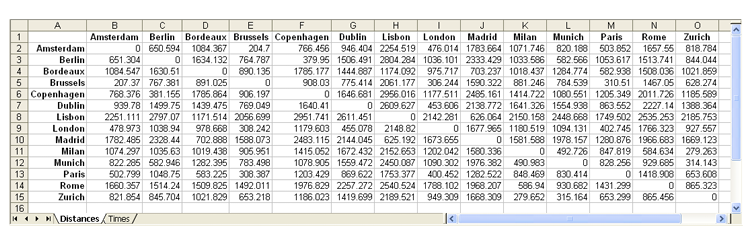 A B C D E F G H I J K L M N O
1 Amsterdam Berlin Bordeaux Brussels Copenhagen Dublin Lisbon London Madrid Milan Munich Paris Rome Zurich
2 Amsterdam 0 650.594 1084.367 204.7 766.456 946.404 2254.519 476.014 1783.664 1071.746 820.188 503.852 1657.55 818.784
3 Berlin 651.304 0 1634.132 764.787 379.95 1506.491 2804.284 1036.101 2333.429 1033.586 582.566 1053.617 1513.741 844.044
4 Bordeaux 1084.547 1630.51 0 890.135 1785.177 1444.887 1174.092 975.717 703.237 1018.437 1284.774 582.938 1508.036 1021.859
5 Brussels 207.37 767.381 891.025 0 908.03 775.414 2061.177 306.244 1590.322 881.246 784.539 310.51 1467.05 628.274
6 Copenhagen 768.376 381.155 1785.864 906.197 0 1646.681 2956.016 1177.511 2485.161 1414.722 1080.551 1205.349 2011.726 1185.589
7 Dublin 939.78 1499.75 1439.475 769.049 1640.41 0 2609.627 453.606 2138.772 1641.326 1554.938 863.552 2227.14 1388.364
8 Lisbon 2251.111 2797.07 1171.514 2056.699 2951.741 2611.451 0 2142.281 626.064 2150.158 2448.668 1749.502 2535.253 2185.753
9 London 478.973 1038.94 978.668 308.242 1179.603 455.078 2148.82 0 1677.965 1180.519 1094.131 402.745 1766.323 927.557
10 Madrid 1782.485 2328.44 702.888 1588.073 2483.115 2144.045 625.192 1673.655 0 1581.588 1978.157 1280.876 1966.683 1669.123
11 Milan 1074.297 1035.63 1019.438 905.951 1415.052 1672.432 2152.653 1202.042 1580.336 0 492.726 847.819 584.634 279.263
12 Munich 822.285 582.946 1282.395 783.498 1078.905 1559.472 2450.087 1090.302 1976.382 490.983 0 828.256 929.685 314.143
13 Paris 502.799 1048.75 583.225 308.387 1203.429 869.622 1753.377 400.452 1282.522 848.469 830.414 0 1418.908 653.608
14 Rome 1660.357 1514.24 1509.825 1492.011 1976.829 2257.272 2540.524 1788.102 1968.207 586.94 930.682 1431.299 0 865.323
15 Zurich 821.854 845.704 1021.829 653.218 1186.023 1419.699 2189.521 949.309 1668.309 279.652 315.164 653.299 865.456 0
16
Distances Times